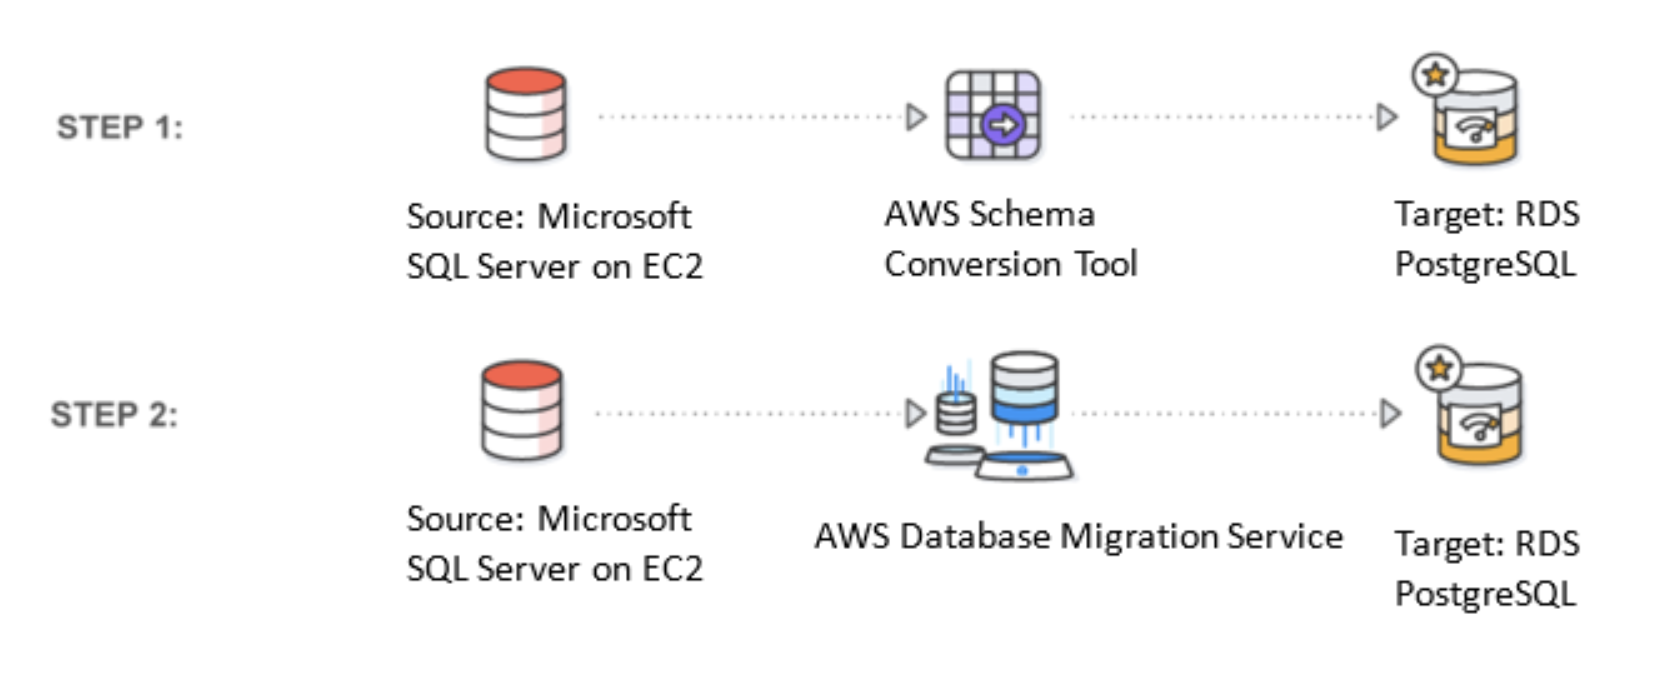 STEP 1:
Source: Microsoft
SQL Server on EC2
AWS Schema
Conversion Tool
Target: RDS
PostgreSQL
STEP 2:
Source: Microsoft
SQL Server on EC2
AWS Database Migration Service
Target: RDS
PostgreSQL